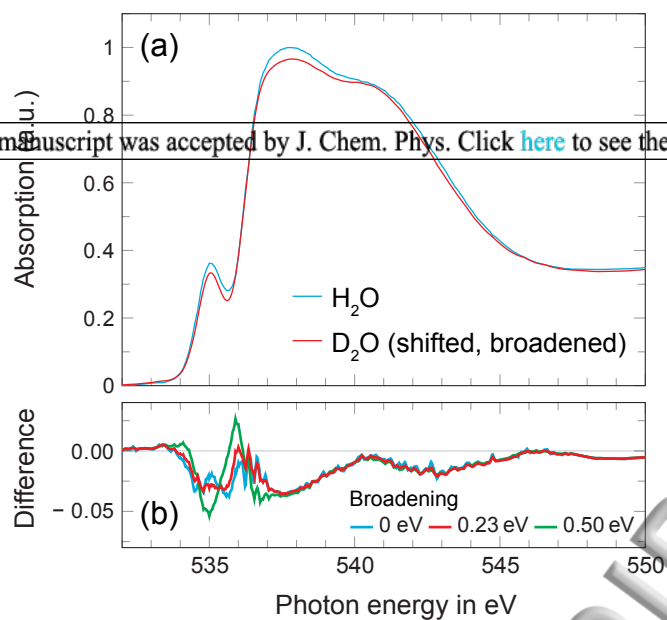 (a)
1
0.8
0.6
0.4
0.2
0
Absorption (a.u.)
manuscript was accepted by J. Chem. Phys. Click here to see the
H₂O
D₂O (shifted, broadened)
0.00
− 0.05
Difference
(b)
Broadening
0 eV 0.23 eV 0.50 eV
535 540 545 550
Photon energy in eV